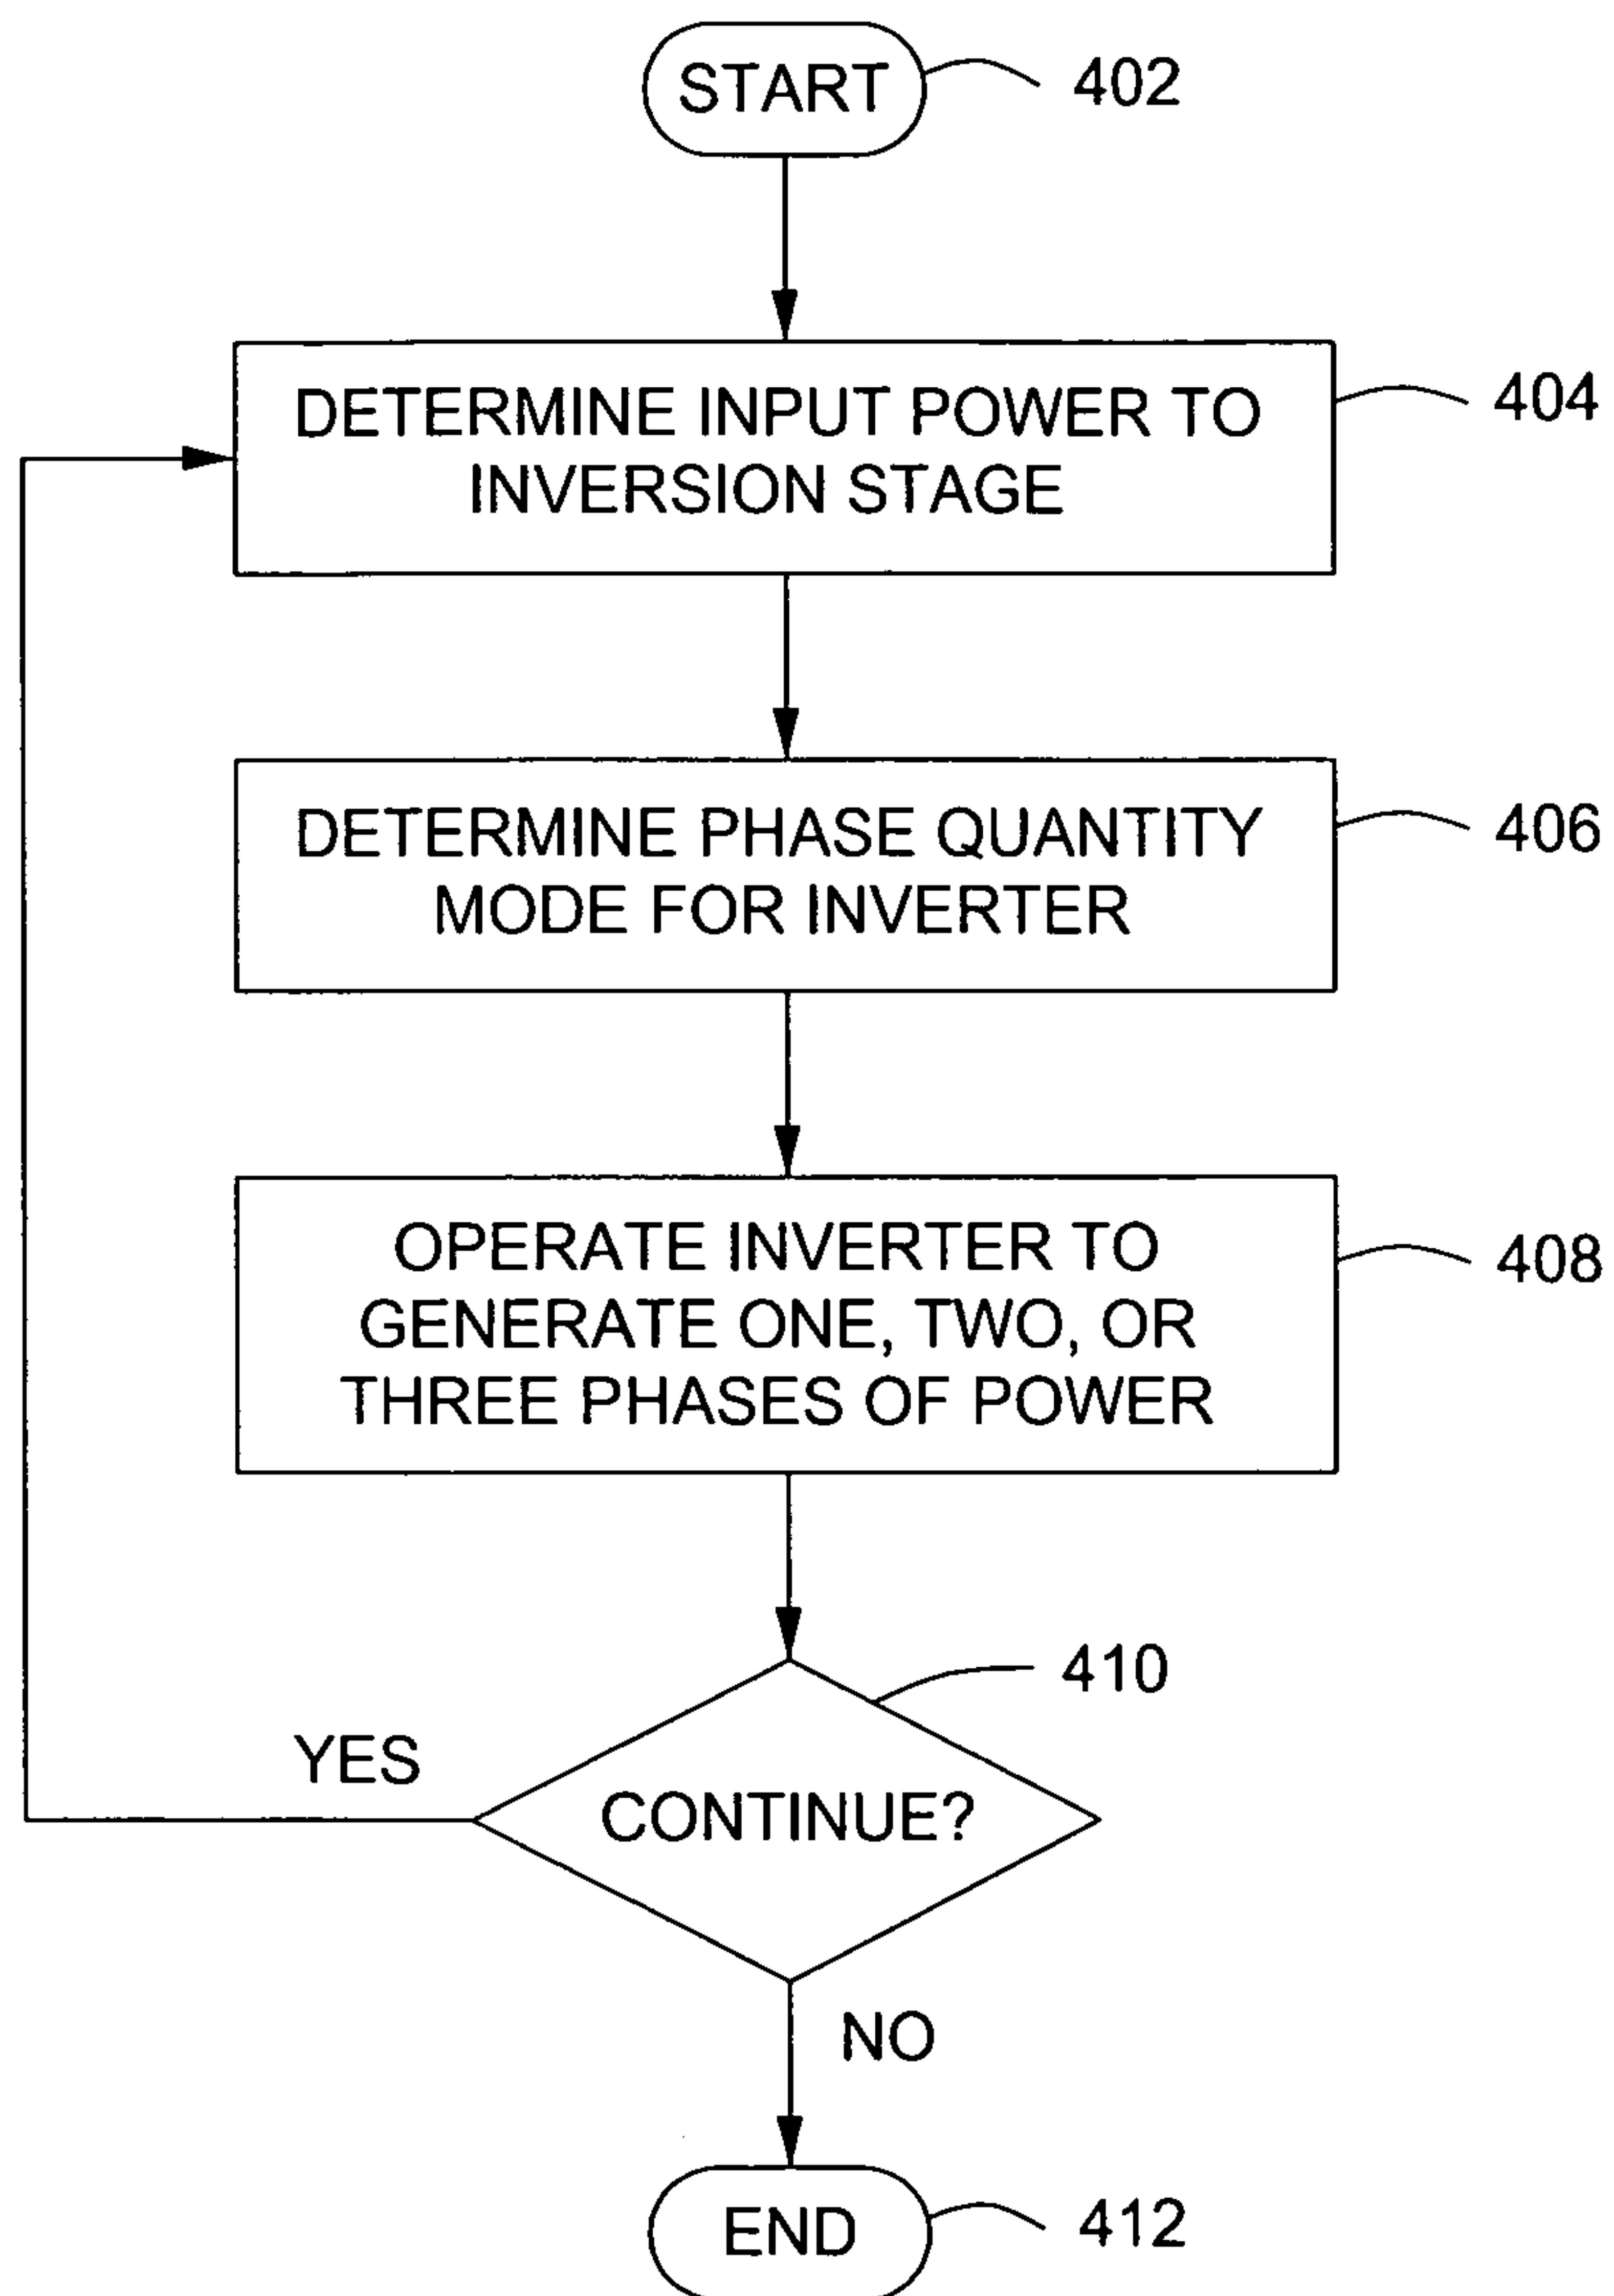 START
402
DETERMINE INPUT POWER TO
INVERSION STAGE
404
DETERMINE PHASE QUANTITY
MODE FOR INVERTER
406
OPERATE INVERTER TO
GENERATE ONE, TWO, OR
THREE PHASES OF POWER
408
410
YES
CONTINUE?
NO
END
412